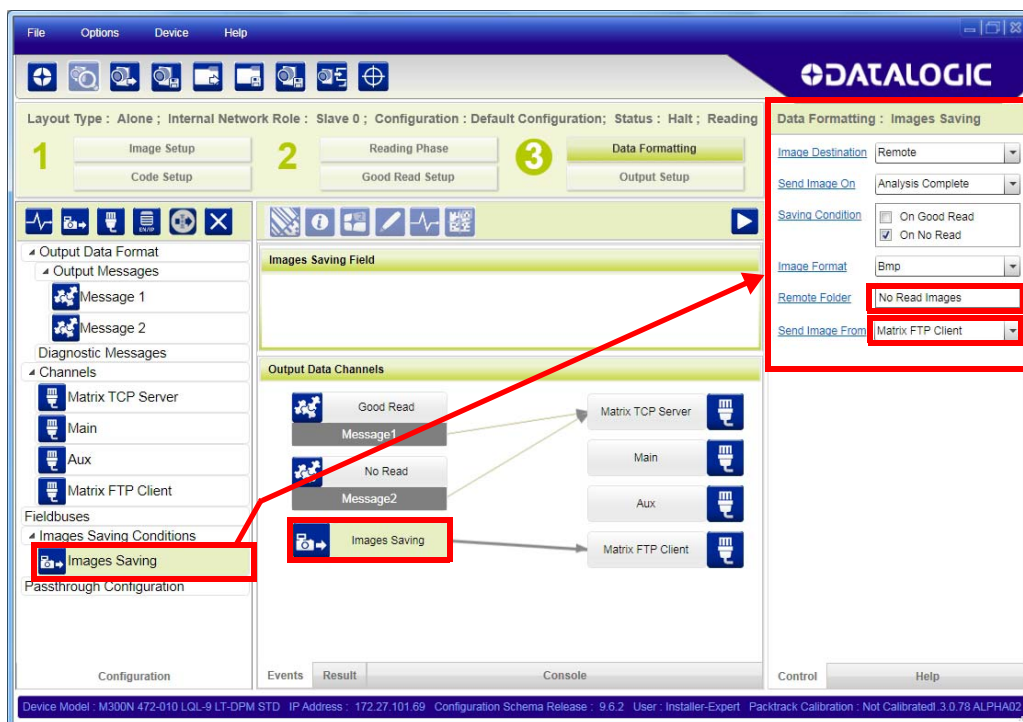 File Options Device Help
DATALOGIC
Layout Type : Alone ; Internal Network Role : Slave 0 ; Configuration : Default Configuration; Status : Halt ; Reading
1 Image Setup
Code Setup
2 Reading Phase
Good Read Setup
3 Data Formatting
Output Setup
EN/IP
Output Data Format
Output Messages
Message 1
Message 2
Diagnostic Messages
Channels
Matrix TCP Server
Main
Aux
Matrix FTP Client
Fieldbuses
Images Saving Conditions
Images Saving
Passthrough Configuration
Configuration
Images Saving Field
Output Data Channels
Good Read
Message1
No Read
Message2
Images Saving
Matrix TCP Server
Main
Aux
Matrix FTP Client
Events Result Console
Data Formatting : Images Saving
Image Destination Remote
Send Image On Analysis Complete
Saving Condition On Good Read
On No Read
Image Format Bmp
Remote Folder No Read Images
Send Image From Matrix FTP Client
Control Help
Device Model : M300N 472-010 LQL-9 LT-DPM STD IP Address : 172.27.101.69 Configuration Schema Release : 9.6.2 User : Installer-Expert Packtrack Calibration : Not Calibratedl.3.0.78 ALPHA02